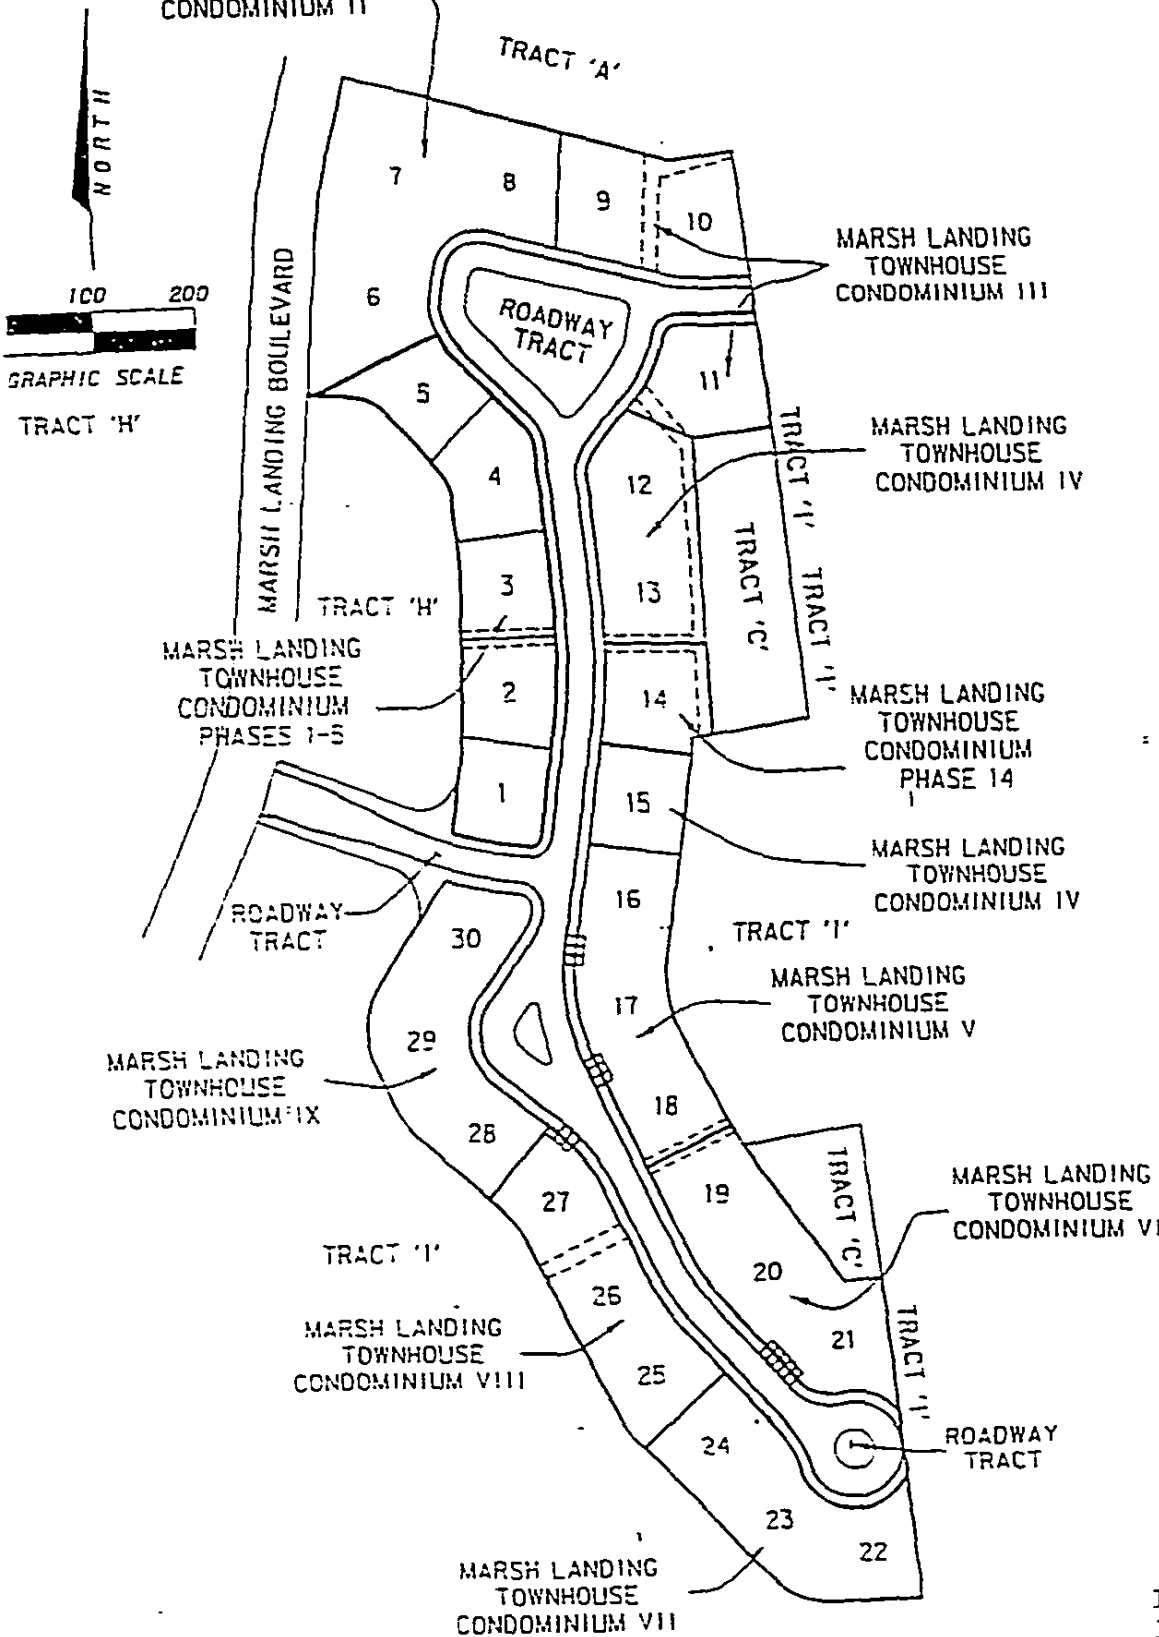 CONDOMINIUM II
TRACT 'A'
NORTH
100 200
GRAPHIC SCALE
TRACT 'H'
MARSH LANDING BOULEVARD
7
8
9
10
6
ROADWAY
TRACT
MARSH LANDING
TOWNHOUSE
CONDOMINIUM III
5
11
4
12
MARSH LANDING
TOWNHOUSE
CONDOMINIUM IV
TRACT 'I'
TRACT 'C'
TRACT 'I'
3
13
TRACT 'H'
MARSH LANDING
TOWNHOUSE
CONDOMINIUM
2
14
MARSH LANDING
TOWNHOUSE
CONDOMINIUM
PHASE 14
1
15
MARSH LANDING
TOWNHOUSE
CONDOMINIUM IV
16
ROADWAY
TRACT
30
TRACT 'I'
17
MARSH LANDING
TOWNHOUSE
CONDOMINIUM V
29
MARSH LANDING
TOWNHOUSE
CONDOMINIUM IX
18
28
TRACT 'C'
19
27
MARSH LANDING
TOWNHOUSE
CONDOMINIUM VI
TRACT 'I'
20
26
MARSH LANDING
TOWNHOUSE
CONDOMINIUM VIII
21
TRACT 'I'
25
24
ROADWAY
TRACT
23
22
MARSH LANDING
TOWNHOUSE
CONDOMINIUM VII